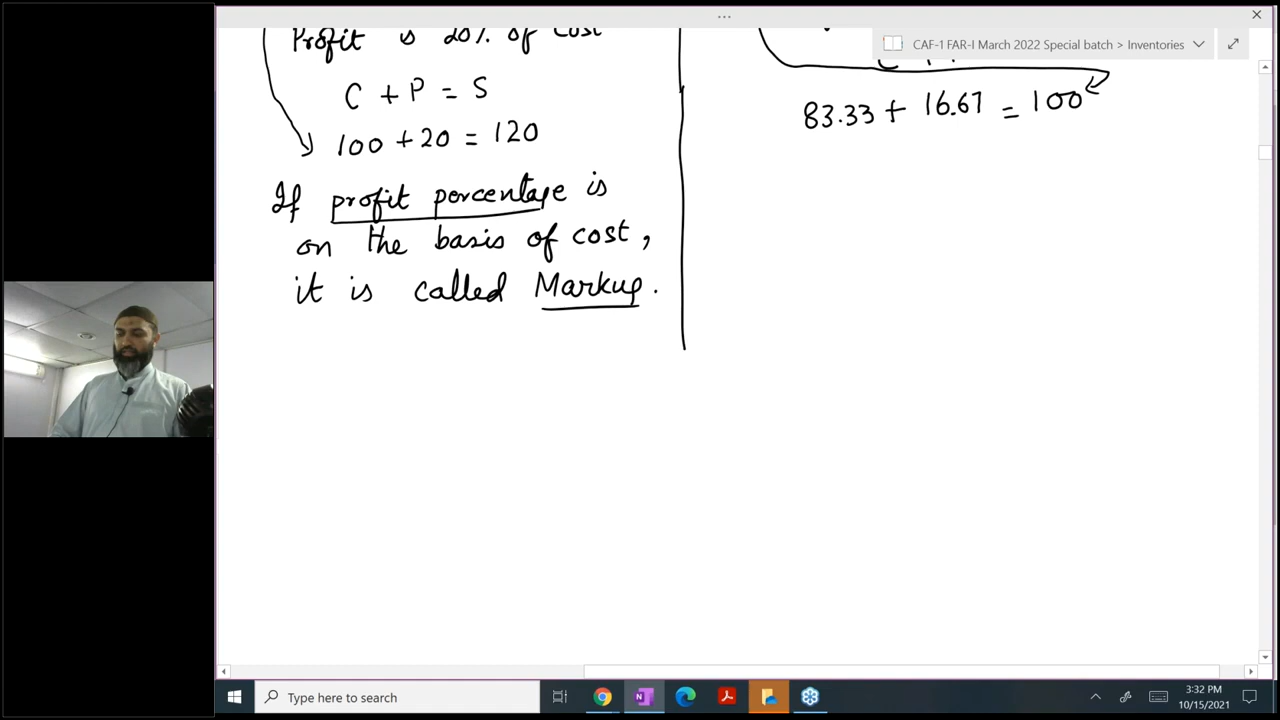 ...
CAF-1 FAR-I March 2022 Special batch > Inventories
Profit is 20% of cost
C + P = S
100 + 20 = 120
If profit percentage is
on the basis of cost,
it is called Markup.
83.33 + 16.67 = 100
Type here to search
3:32 PM
10/15/2021